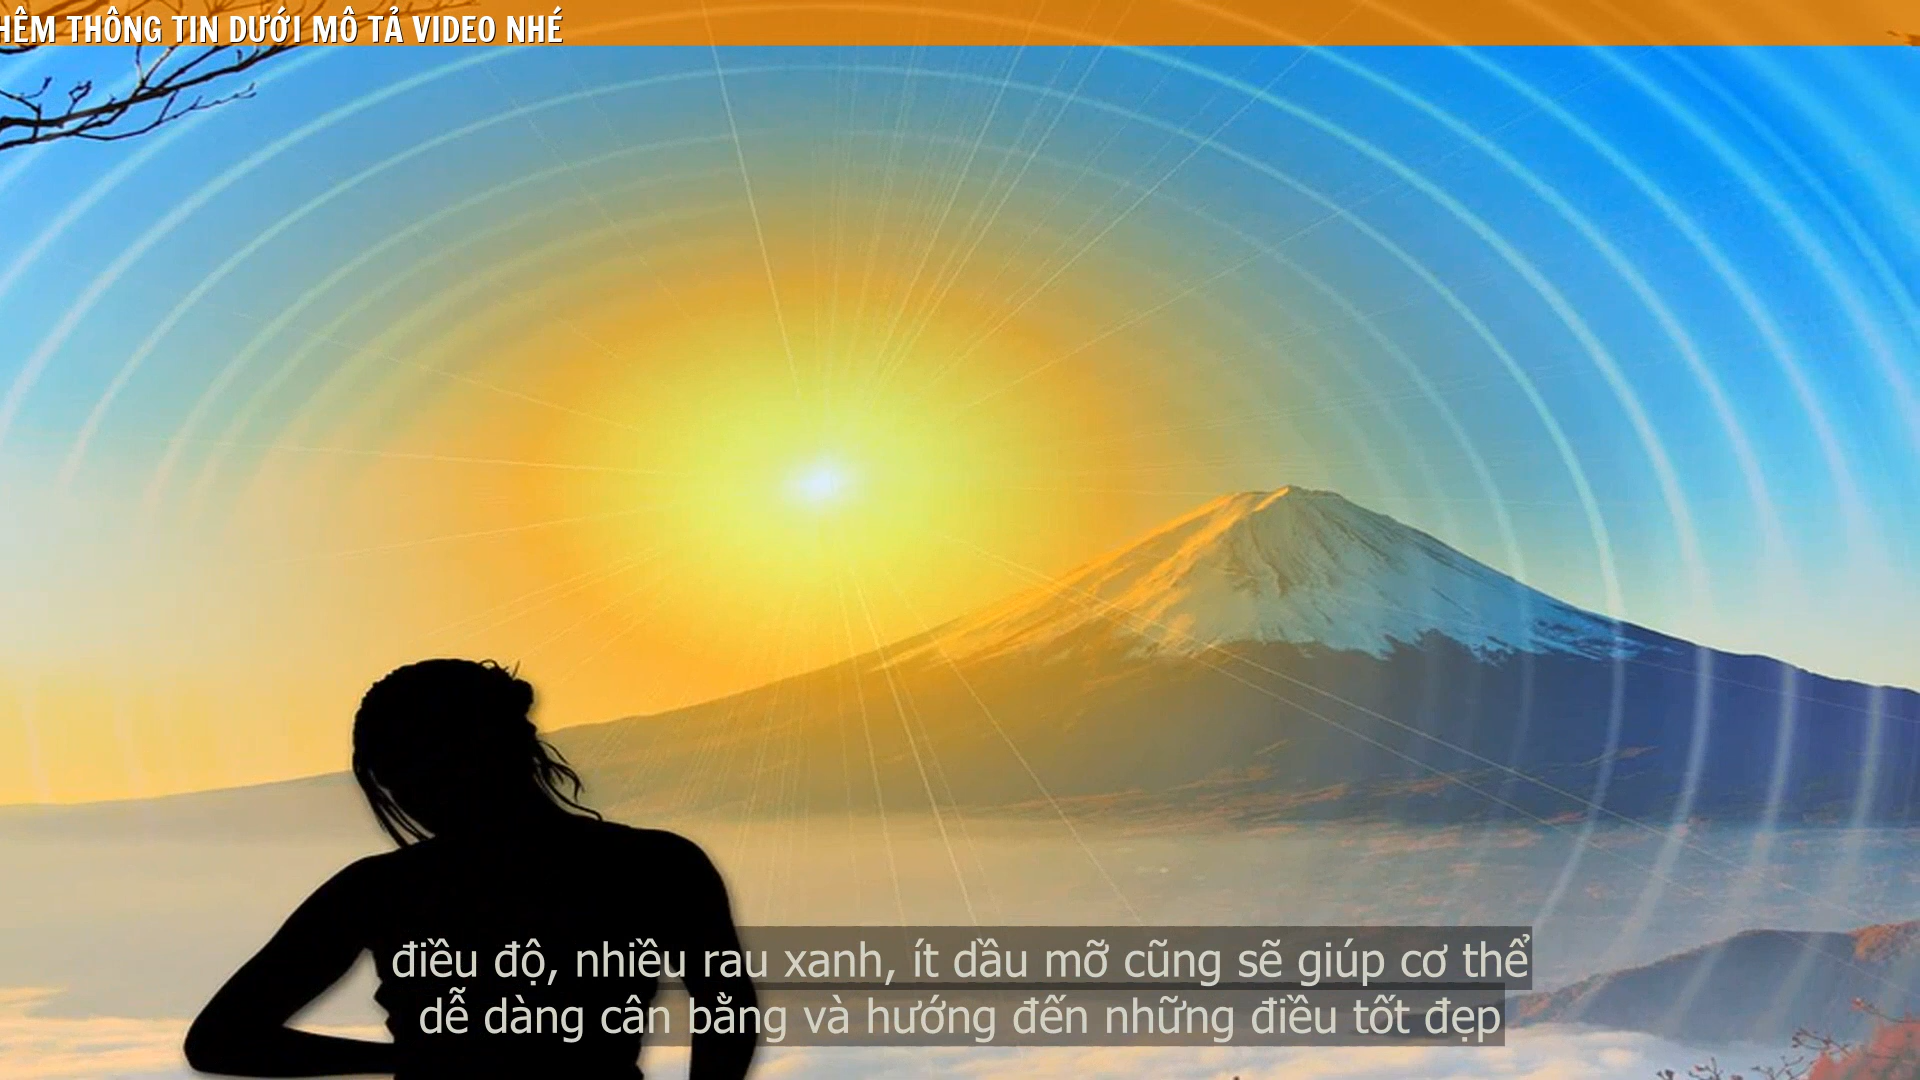 THÔNG TIN DƯỚI MÔ TẢ VIDEO NHÉ
điều độ, nhiều rau xanh, ít dầu mỡ cũng sẽ giúp cơ thể
dễ dàng cân bằng và hướng đến những điều tốt đẹp